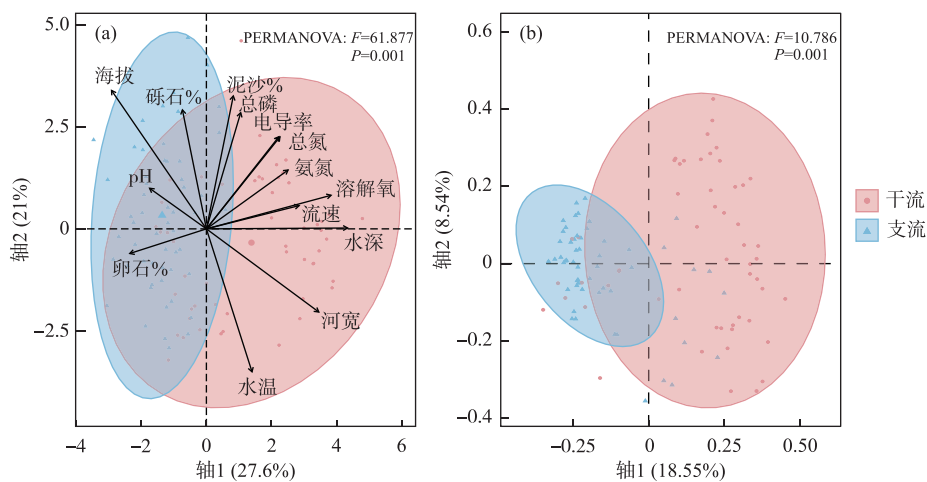 (a)
PERMANOVA: F=61.877
P=0.001
海拔
砾石%
泥沙%
总磷
电导率
总氮
氨氮
溶解氧
流速
水深
pH
卵石%
河宽
水温
5.0
2.5
0
−2.5
轴2 (21%)
−4
−2
0
2
4
6
轴1 (27.6%)
(b)
PERMANOVA: F=10.786
P=0.001
0.6
0.4
0.2
0
−0.2
−0.4
轴2 (8.54%)
−0.25
0
0.25
0.50
轴1 (18.55%)
干流
支流